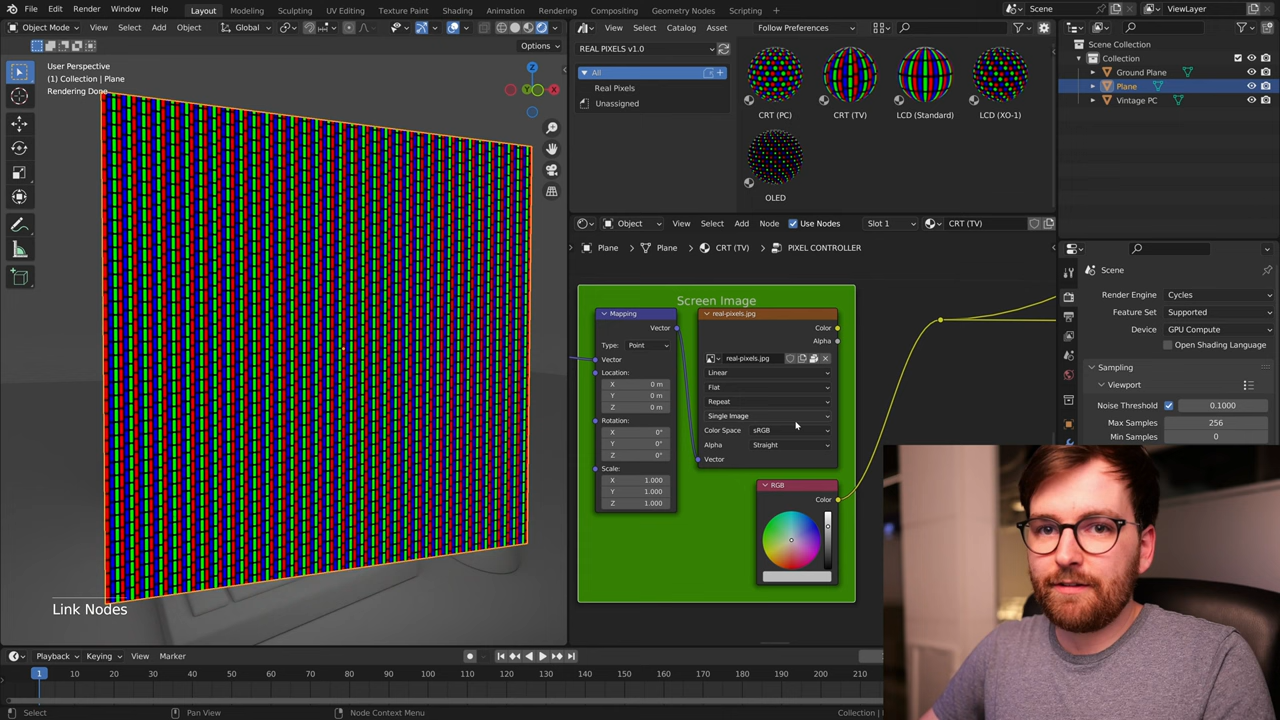 File Edit Render Window Help
Layout Modeling Sculpting UV Editing Texture Paint Shading Animation Rendering Compositing Geometry Nodes Scripting +
Scene
ViewLayer
Object Mode View Select Add Object Global
Options
User Perspective
(1) Collection | Plane
Rendering Done
Z
X
Y
Link Nodes
View Select Catalog Asset Follow Preferences
REAL PIXELS v1.0
All
Real Pixels
Unassigned
CRT (PC)
CRT (TV)
LCD (Standard)
LCD (XO-1)
OLED
Object View Select Add Node Use Nodes Slot 1 CRT (TV)
Plane > Plane > CRT (TV) > PIXEL CONTROLLER
Screen Image
Mapping
Vector
Type: Point
Vector
Location:
X 0 m
Y 0 m
Z 0 m
Rotation:
X 0°
Y 0°
Z 0°
Scale:
X 1.000
Y 1.000
Z 1.000
real-pixels.jpg
Color
Alpha
real-pixels.jpg
Linear
Flat
Repeat
Single Image
Color Space sRGB
Alpha Straight
Vector
RGB
Color
Scene Collection
Collection
Ground Plane
Plane
Vintage PC
Scene
Render Engine Cycles
Feature Set Supported
Device GPU Compute
Open Shading Language
Sampling
Viewport
Noise Threshold 0.1000
Max Samples 256
Min Samples 0
Playback Keying View Marker
1 10 20 30 40 50 60 70 80 90 100 110 120 130 140 150 160 170 180 190 200 210
Select Pan View Node Context Menu Collection |